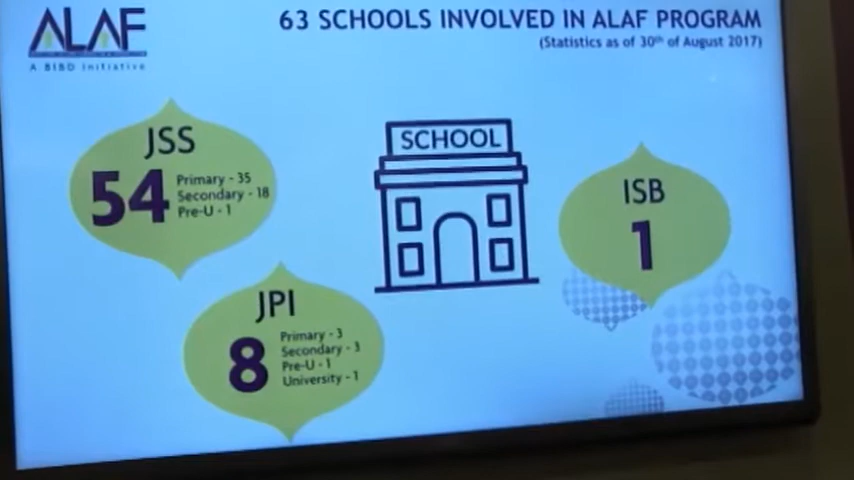 ALAF
A BIBD Initiative
63 SCHOOLS INVOLVED IN ALAF PROGRAM
(Statistics as of 30th of August 2017)
JSS
54
Primary - 35
Secondary - 18
Pre-U - 1
SCHOOL
ISB
1
JPI
8
Primary - 3
Secondary - 3
Pre-U - 1
University - 1